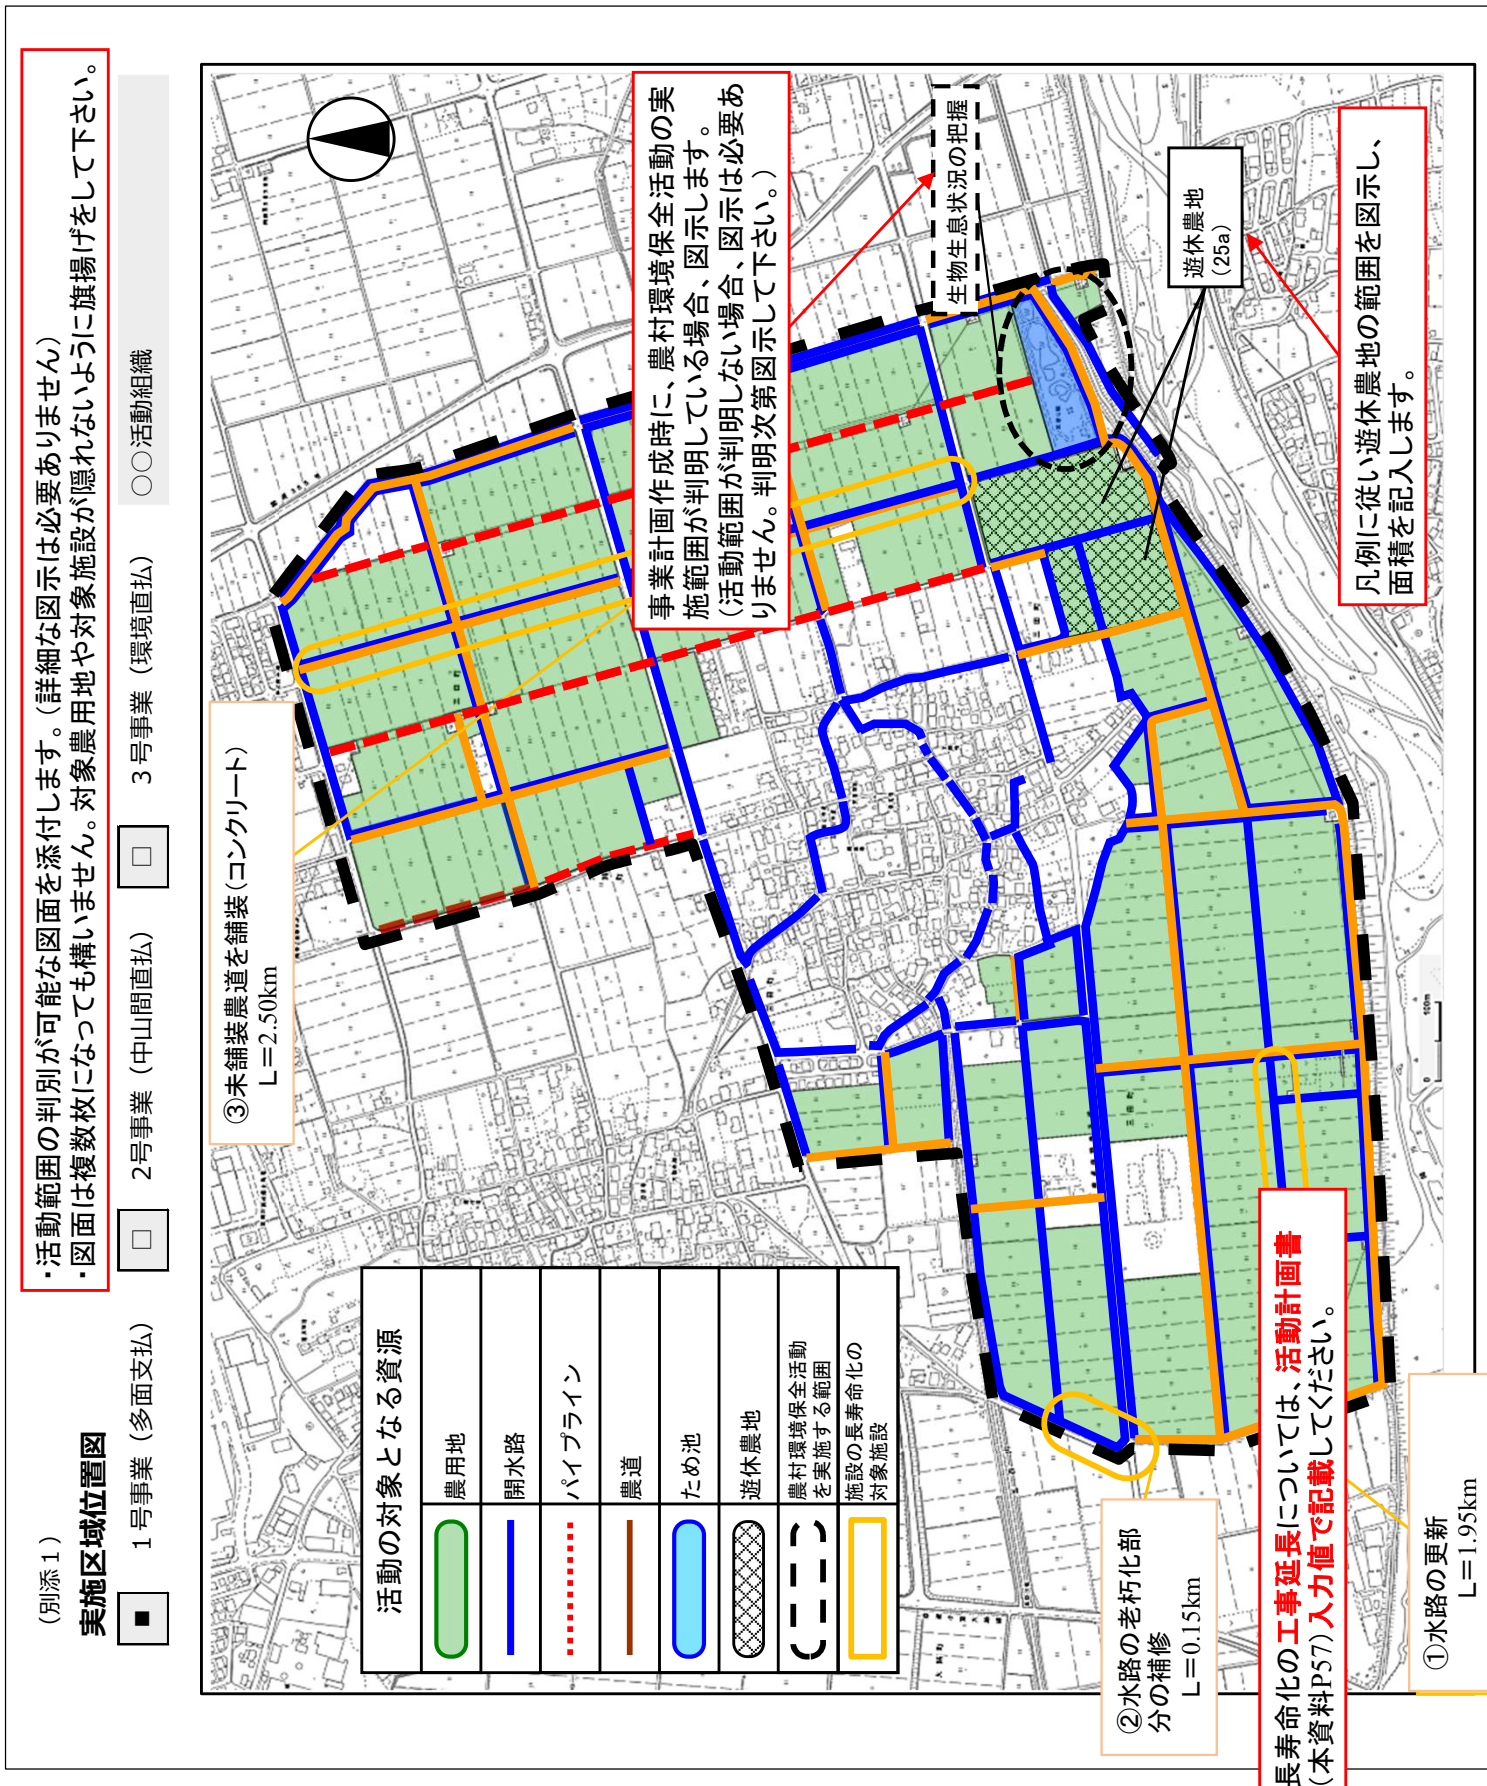 （別添１）
実施区域位置図
・活動範囲の判別が可能な図面を添付します。（詳細な図示は必要ありません）
・図面は複数枚になっても構いません。対象農用地や対象施設が隠れないように旗揚げをして下さい。
■ １号事業（多面支払） □ ２号事業（中山間直払） □ ３号事業（環境直払） ○○活動組織
③未舗装農道を舗装（コンクリート）
L＝2.50km
事業計画作成時に、農村環境保全活動の実
施範囲が判明している場合、図示します。
（活動範囲が判明しない場合、図示は必要あ
りません。判明次第図示して下さい。）
生物生息状況の把握
遊休農地
（25a）
凡例に従い遊休農地の範囲を図示し、
面積を記入します。
活動の対象となる資源
農用地
開水路
パイプライン
農道
ため池
遊休農地
農村環境保全活動
を実施する範囲
施設の長寿命化の
対象施設
②水路の老朽化部
分の補修
L＝0.15km
長寿命化の工事延長については、活動計画書
（本資料P57）入力値で記載してください。
①水路の更新
L＝1.95km
0 100m